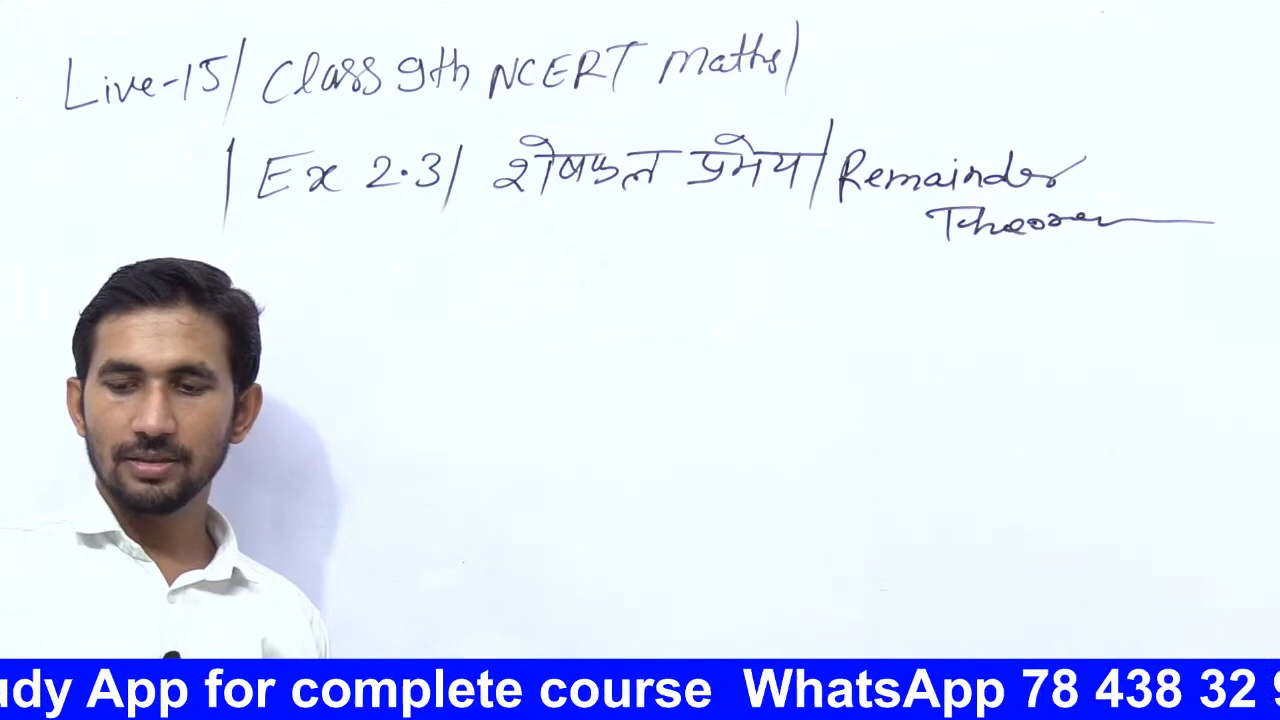 Live-15/ Class 9th NCERT Maths/
/ Ex 2.3/ शेषफल प्रमेय/ Remainder
Theorem
udy App for complete course WhatsApp 78 438 32 9